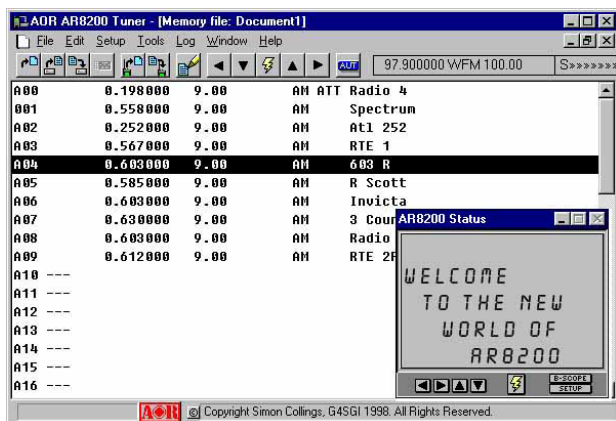 AOR AR8200 Tuner - [Memory file: Document1]
File Edit Setup Tools Log Window Help
AUT 97.900000 WFM 100.00 S»»»»»»»
A00 0.198000 9.00 AM ATT Radio 4
001 0.558000 9.00 AM Spectrum
A02 0.252000 9.00 AM Atl 252
A03 0.567000 9.00 AM RTE 1
A04 0.603000 9.00 AM 603 R
A05 0.585000 9.00 AM R Scott
A06 0.603000 9.00 AM Invicta
A07 0.630000 9.00 AM 3 Coun
A08 0.603000 9.00 AM Radio
A09 0.612000 9.00 AM RTE 2F
A10 ---
A11 ---
A12 ---
A13 ---
A14 ---
A15 ---
A16 ---
AR8200 Status
WELCOME
TO THE NEW
WORLD OF
AR8200
B-SCOPE
SETUP
AOR © Copyright Simon Collings, G4SGI 1998. All Rights Reserved.